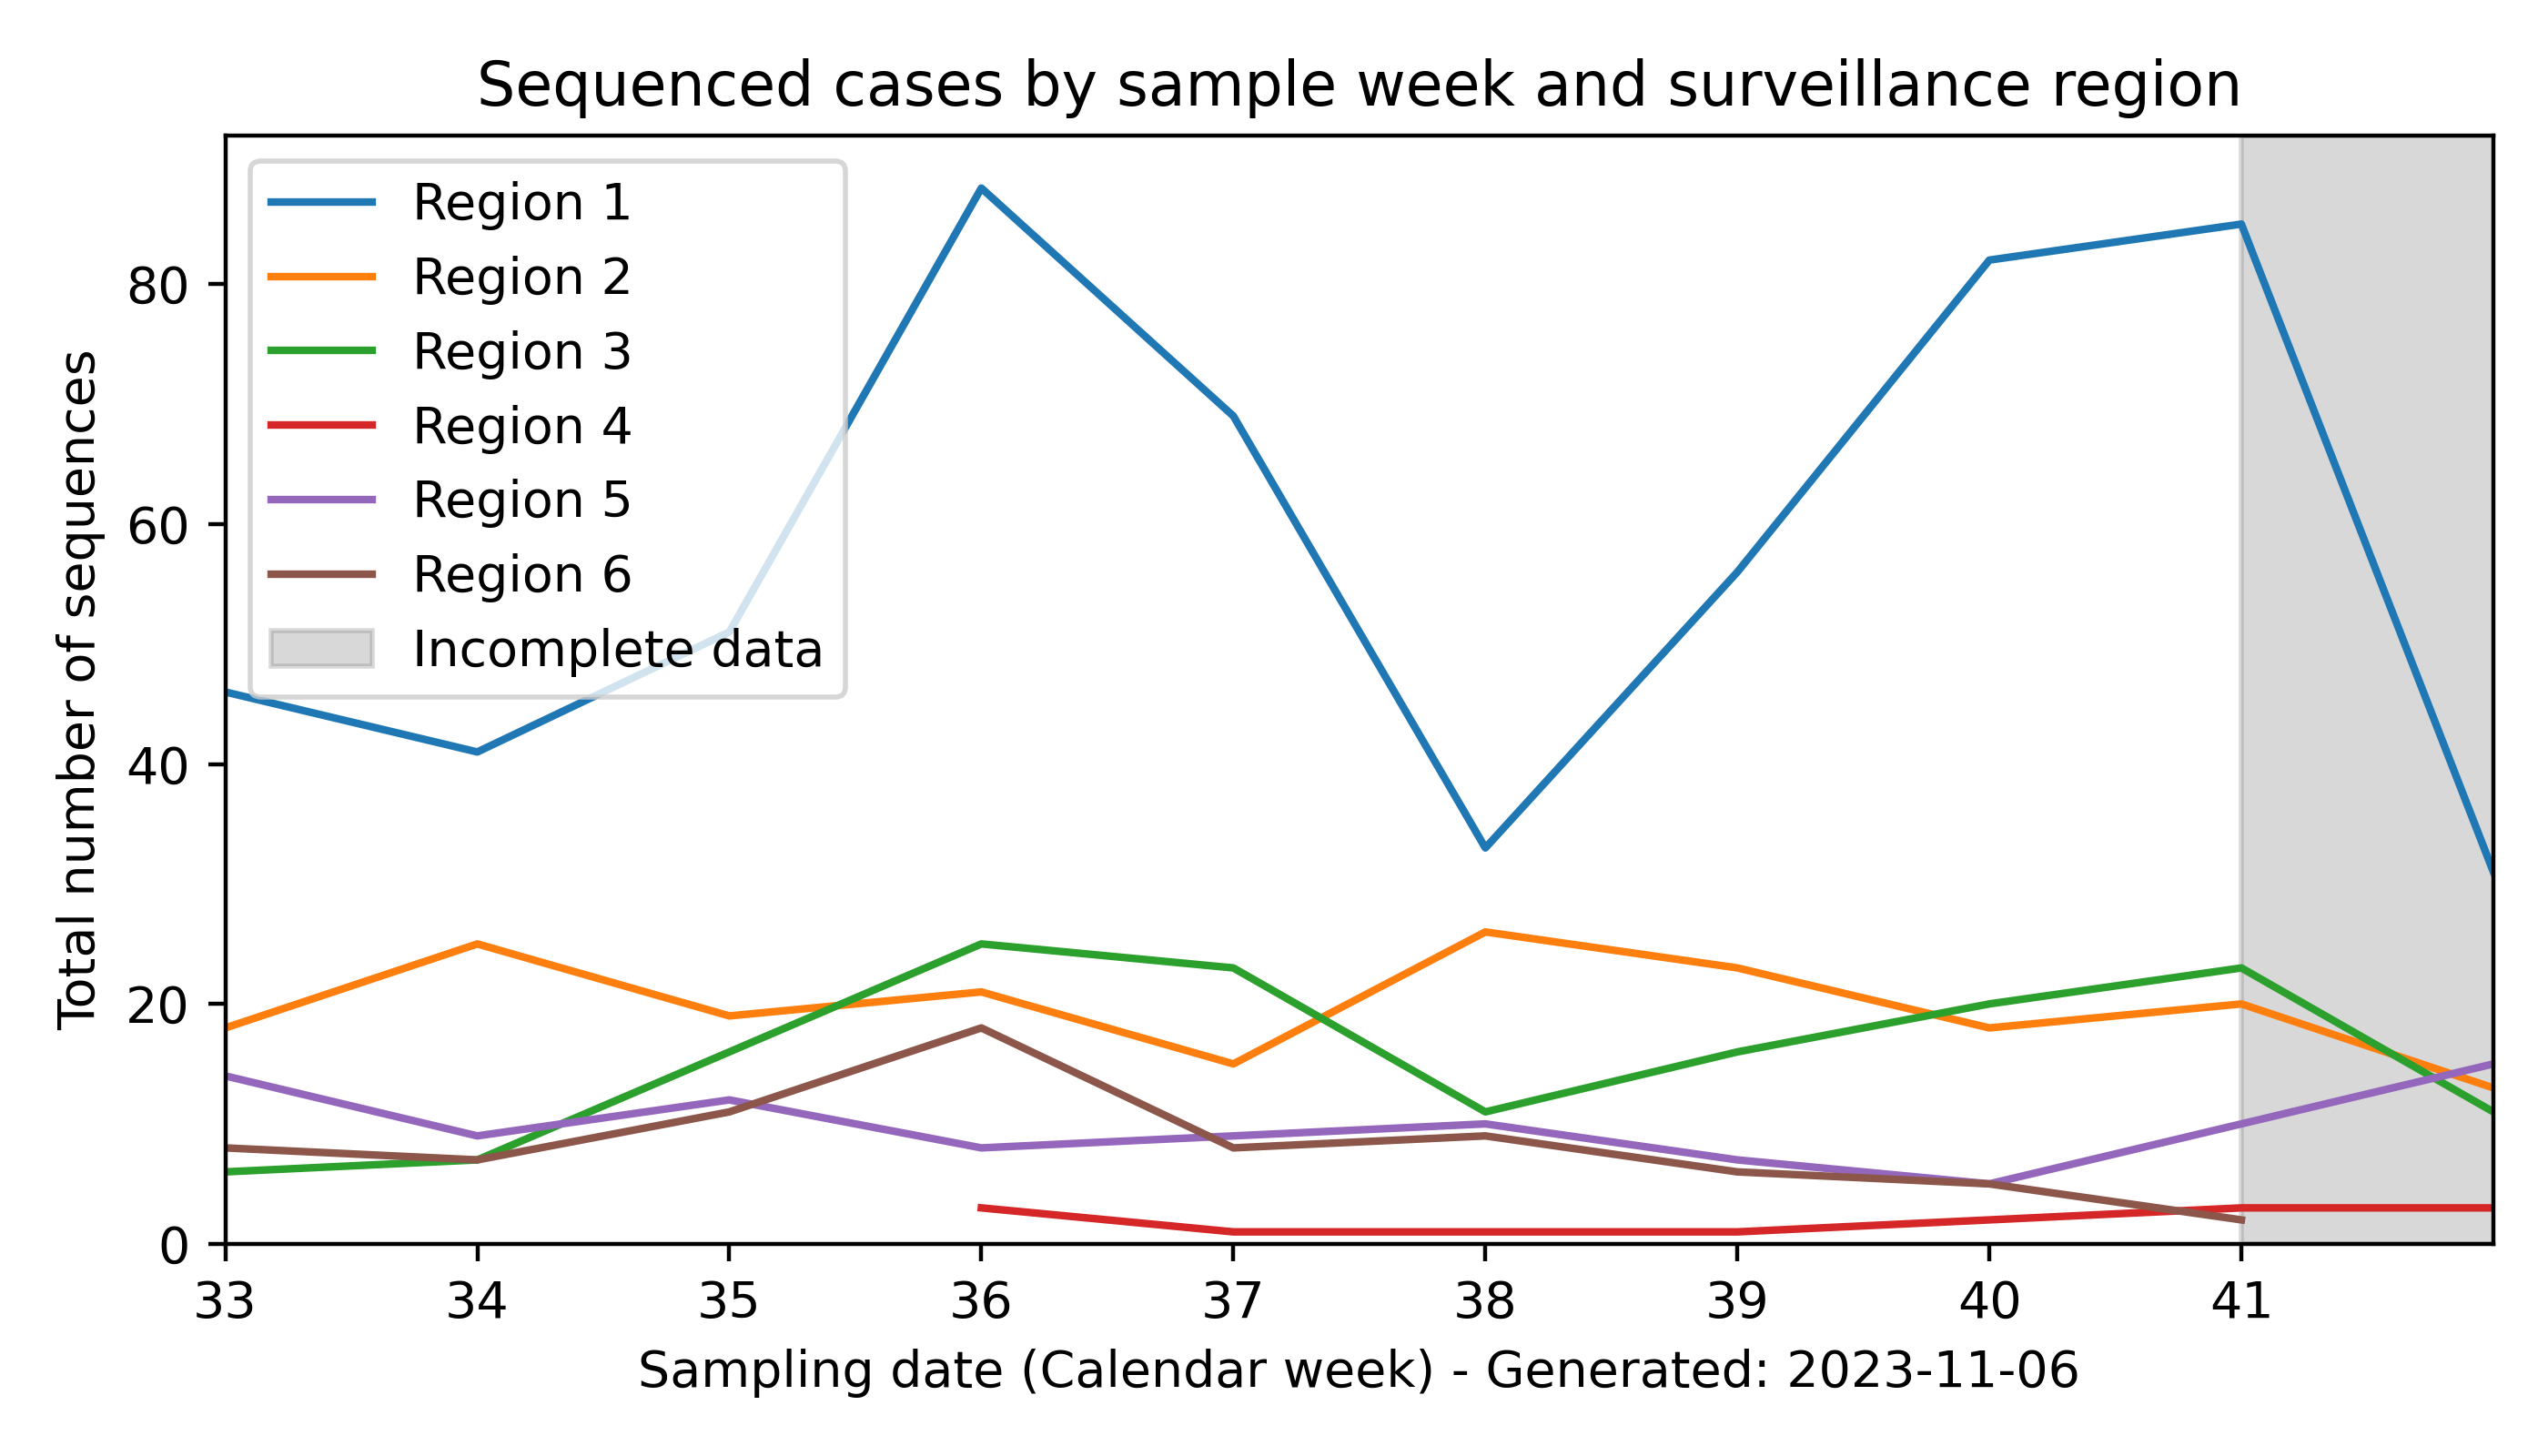 Sequenced cases by sample week and surveillance region
Region 1
Region 2
Region 3
Region 4
Region 5
Region 6
Incomplete data
Total number of sequences
80
60
40
20
0
33 34 35 36 37 38 39 40 41
Sampling date (Calendar week) - Generated: 2023-11-06